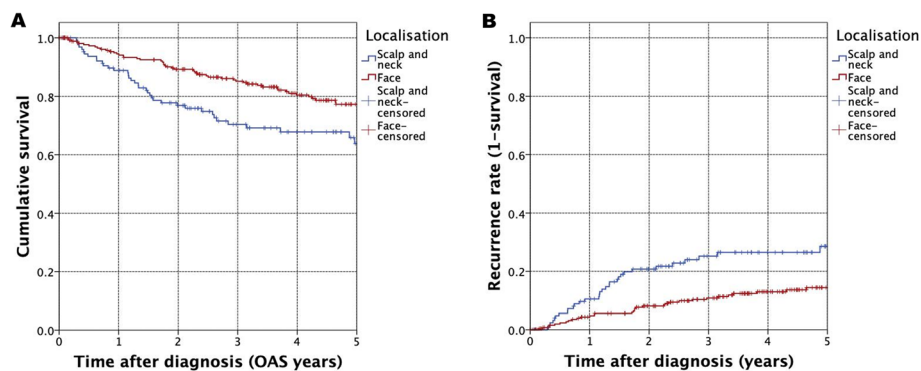 A
Cumulative survival
1.0
0.8
0.6
0.4
0.2
0.0
0
1
2
3
4
5
Time after diagnosis (OAS years)
Localisation
Scalp and
neck
Face
Scalp and
neck-
censored
Face-
censored
B
Recurrence rate (1-survival)
1.0
0.8
0.6
0.4
0.2
0.0
0
1
2
3
4
5
Time after diagnosis (years)
Localisation
Scalp and
neck
Face
Scalp and
neck-
censored
Face-
censored